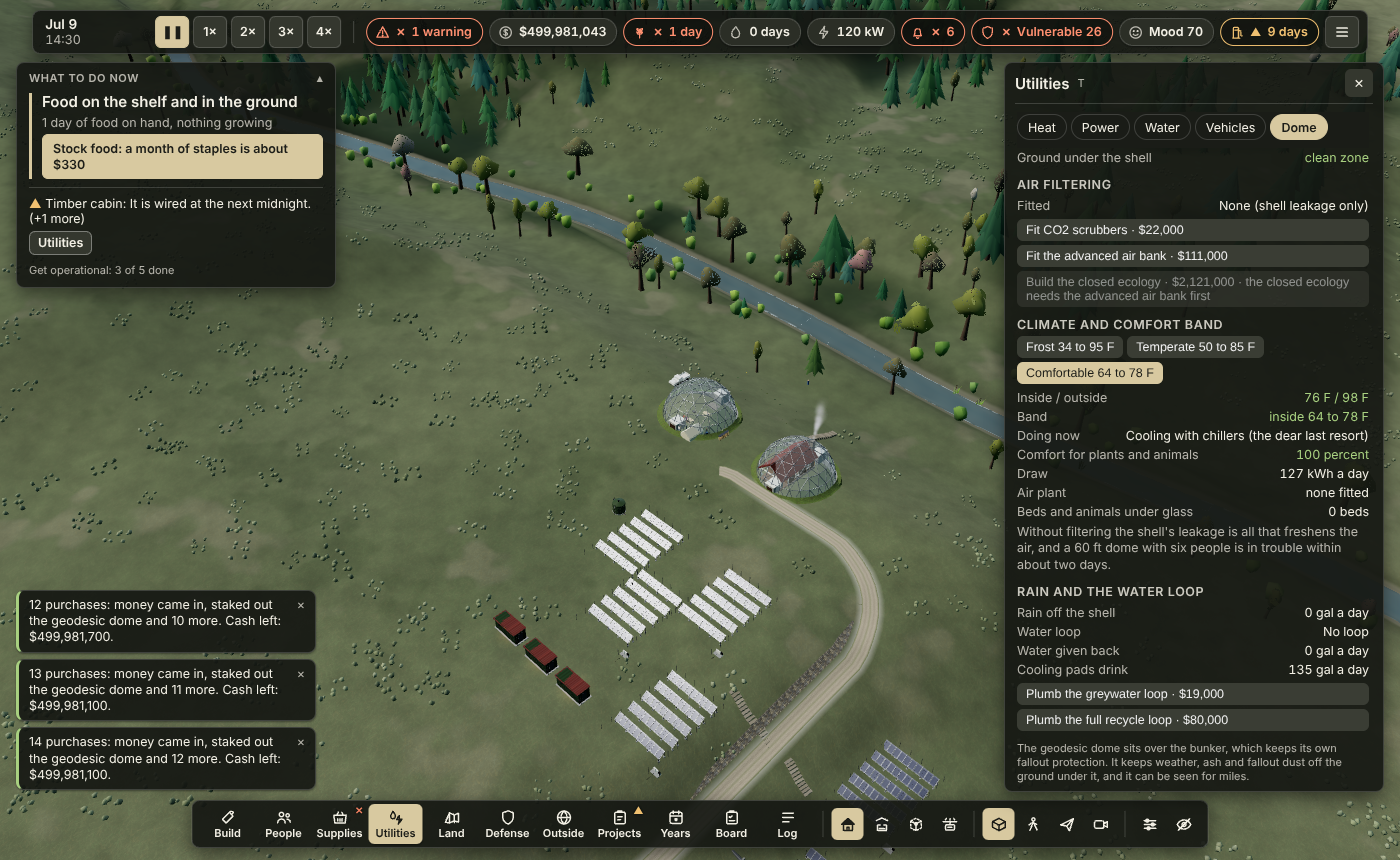 Jul 9
14:30
1×
2×
3×
4×
× 1 warning
$499,981,043
× 1 day
0 days
120 kW
× 6
× Vulnerable 26
Mood 70
▲ 9 days
WHAT TO DO NOW
Food on the shelf and in the ground
1 day of food on hand, nothing growing
Stock food: a month of staples is about
$330
Timber cabin: It is wired at the next midnight.
(+1 more)
Utilities
Get operational: 3 of 5 done
12 purchases: money came in, staked out
the geodesic dome and 10 more. Cash left:
$499,981,700.
13 purchases: money came in, staked out
the geodesic dome and 11 more. Cash left:
$499,981,100.
14 purchases: money came in, staked out
the geodesic dome and 12 more. Cash left:
$499,981,100.
Utilities T
Heat
Power
Water
Vehicles
Dome
Ground under the shell clean zone
AIR FILTERING
Fitted None (shell leakage only)
Fit CO2 scrubbers · $22,000
Fit the advanced air bank · $111,000
Build the closed ecology · $2,121,000 · the closed ecology
needs the advanced air bank first
CLIMATE AND COMFORT BAND
Frost 34 to 95 F
Temperate 50 to 85 F
Comfortable 64 to 78 F
Inside / outside 76 F / 98 F
Band inside 64 to 78 F
Doing now Cooling with chillers (the dear last resort)
Comfort for plants and animals 100 percent
Draw 127 kWh a day
Air plant none fitted
Beds and animals under glass 0 beds
Without filtering the shell's leakage is all that freshens the
air, and a 60 ft dome with six people is in trouble within
about two days.
RAIN AND THE WATER LOOP
Rain off the shell 0 gal a day
Water loop No loop
Water given back 0 gal a day
Cooling pads drink 135 gal a day
Plumb the greywater loop · $19,000
Plumb the full recycle loop · $80,000
The geodesic dome sits over the bunker, which keeps its own
fallout protection. It keeps weather, ash and fallout dust off the
ground under it, and it can be seen for miles.
Build
People
Supplies
Utilities
Land
Defense
Outside
Projects
Years
Board
Log